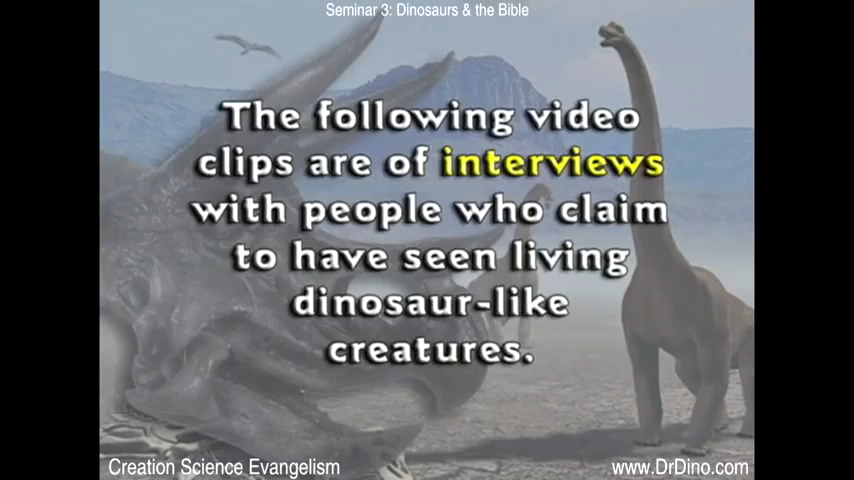 Seminar 3: Dinosaurs & the Bible
The following video
clips are of interviews
with people who claim
to have seen living
dinosaur-like
creatures.
Creation Science Evangelism
www.DrDino.com